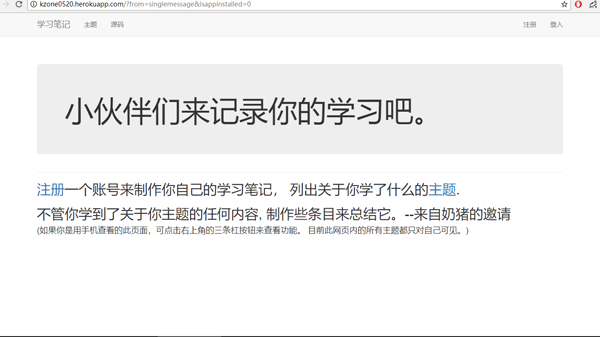 kzone0520.herokuapp.com/?from=singlemessage&isappinstalled=0
学习笔记 主题 源码 注册 登入
小伙伴们来记录你的学习吧。
注册一个账号来制作你自己的学习笔记， 列出关于你学了什么的主题.
不管你学到了关于你主题的任何内容, 制作些条目来总结它。--来自奶猪的邀请
(如果你是用手机查看的此页面，可点击右上角的三条杠按钮来查看功能。 目前此网页内的所有主题都只对自己可见。)